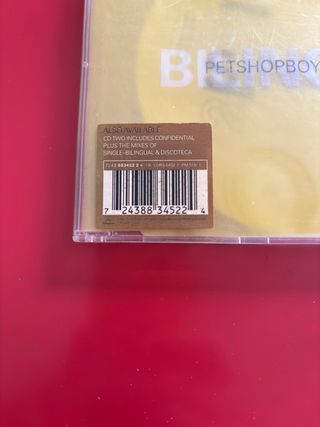 BILING
PETSHOPBOY
ALSO AVAILABLE
CD TWO INCLUDES CONFIDENTIAL
PLUS THE MIXES OF
SINGLE-BILINGUAL & DISCOTECA
7 24388 34522 4